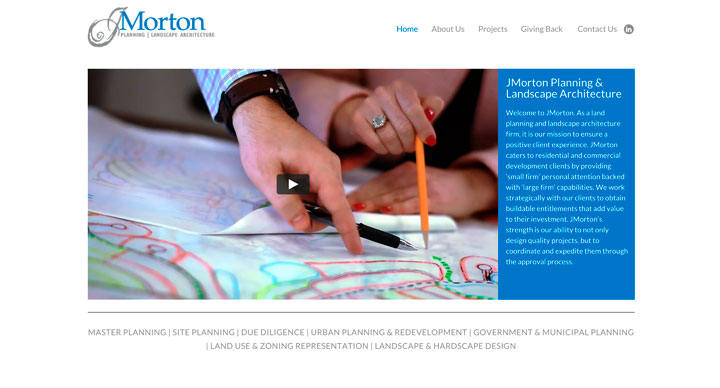 JMorton
PLANNING | LANDSCAPE ARCHITECTURE
Home About Us Projects Giving Back Contact Us in
JMorton Planning &
Landscape Architecture
Welcome to JMorton. As a land
planning and landscape architecture
firm, it is our mission to ensure a
positive client experience. JMorton
caters to residential and commercial
development clients by providing
'small firm' personal attention backed
with 'large firm' capabilities. We work
strategically with our clients to obtain
buildable entitlements that add value
to their investment. JMorton's
strength is our ability to not only
design quality projects, but to
coordinate and expedite them through
the approval process.
MASTER PLANNING | SITE PLANNING | DUE DILIGENCE | URBAN PLANNING & REDEVELOPMENT | GOVERNMENT & MUNICIPAL PLANNING
| LAND USE & ZONING REPRESENTATION | LANDSCAPE & HARDSCAPE DESIGN